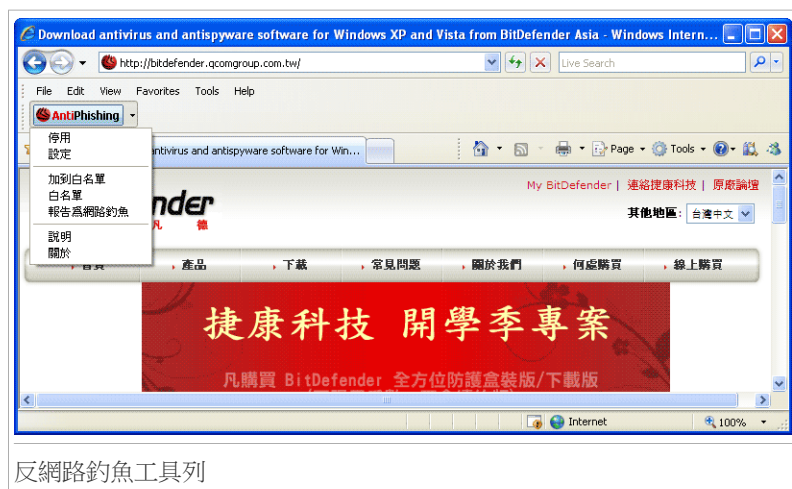 Download antivirus and antispyware software for Windows XP and Vista from BitDefender Asia - Windows Intern...
http://bitdefender.qcomgroup.com.tw/
Live Search
File Edit View Favorites Tools Help
AntiPhishing
停用
設定
加到白名單
白名單
報告為網路釣魚
說明
關於
antivirus and antispyware software for Win...
Page Tools
My BitDefender | 連絡捷康科技 | 原廠論壇
nder
凡 德
其他地區: 台灣中文
首頁 產品 下載 常見問題 關於我們 何處購買 線上購買
捷康科技 開學季專案
凡購買 BitDefender 全方位防護盒裝版/下載版
Internet 100%
反網路釣魚工具列